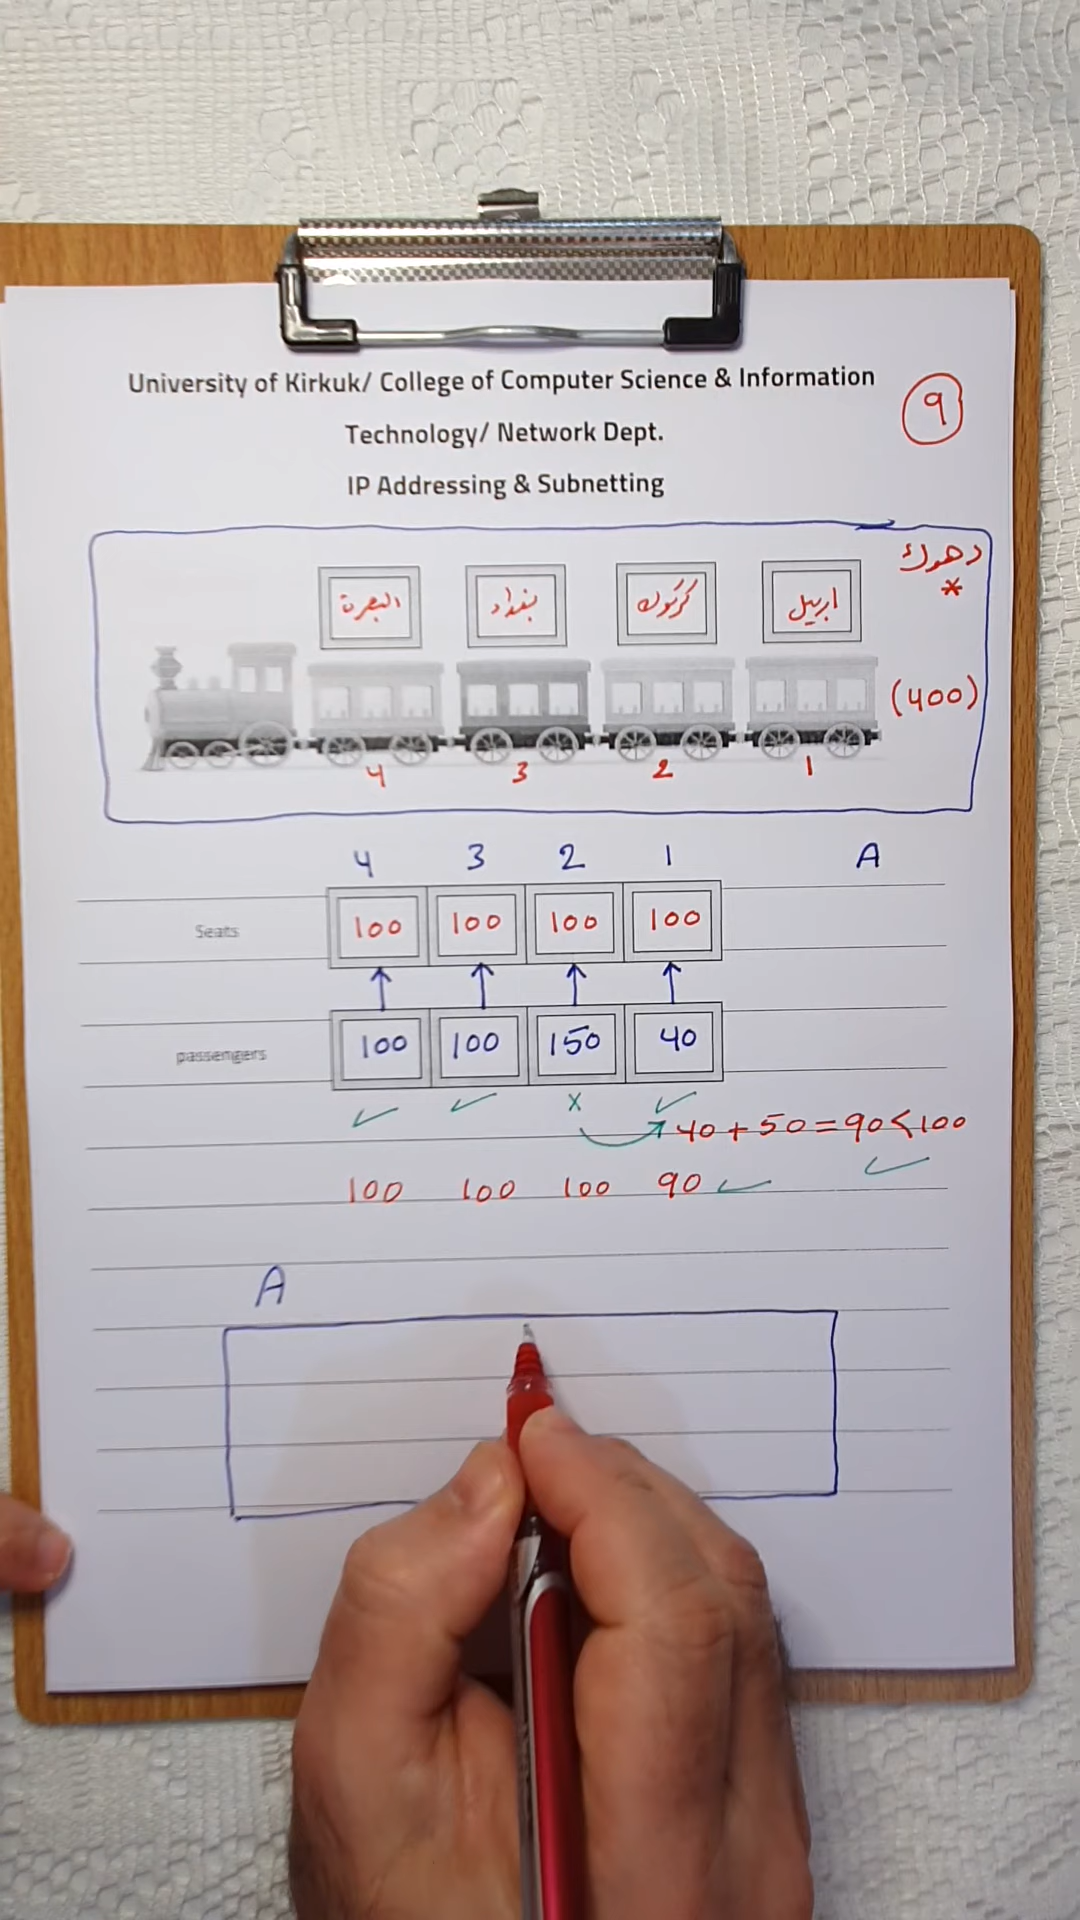 University of Kirkuk/ College of Computer Science & Information
Technology/ Network Dept.
IP Addressing & Subnetting
9
دهوك
*
البصرة بغداد كركوك اربيل
(400)
4 3 2 1
4 3 2 1 A
Seats 100 100 100 100
passengers 100 100 150 40
✓ ✓ x ✓
40 + 50 = 90 < 100
✓
100 100 100 90 ✓
A